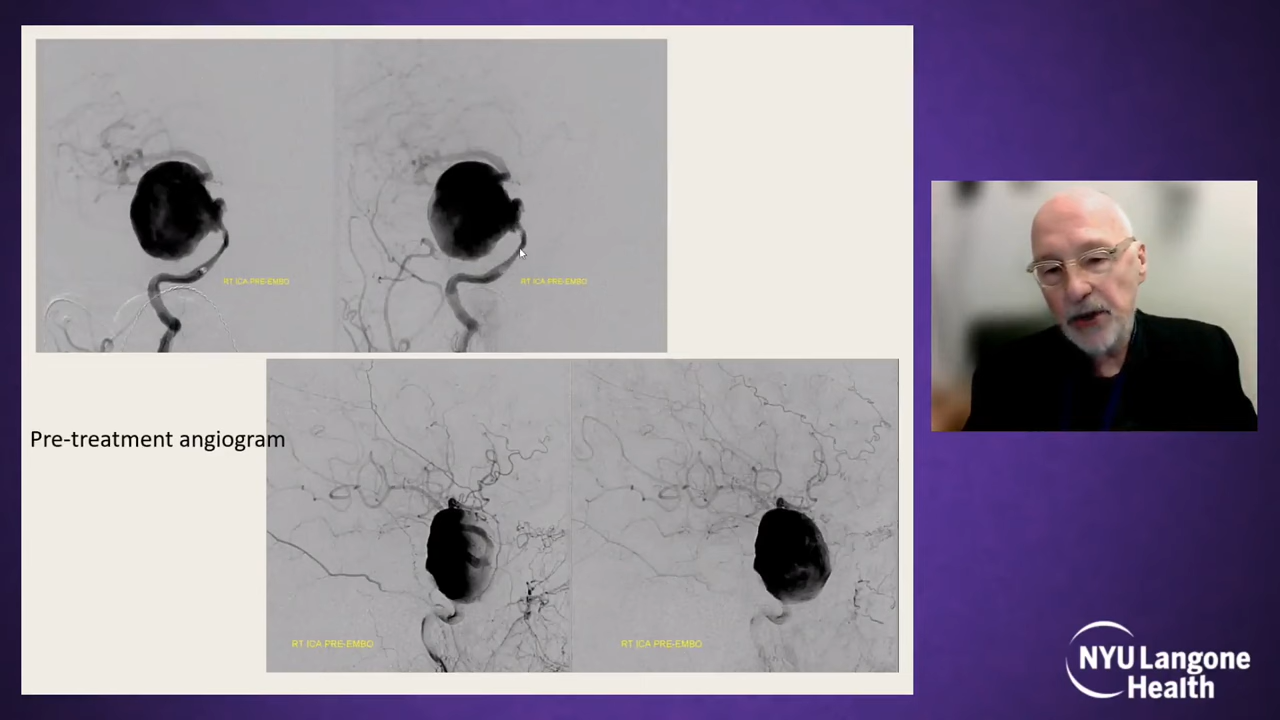 RT ICA PRE-EMBO
RT ICA PRE-EMBO
Pre-treatment angiogram
RT ICA PRE-EMBO
RT ICA PRE-EMBO
NYU Langone
Health